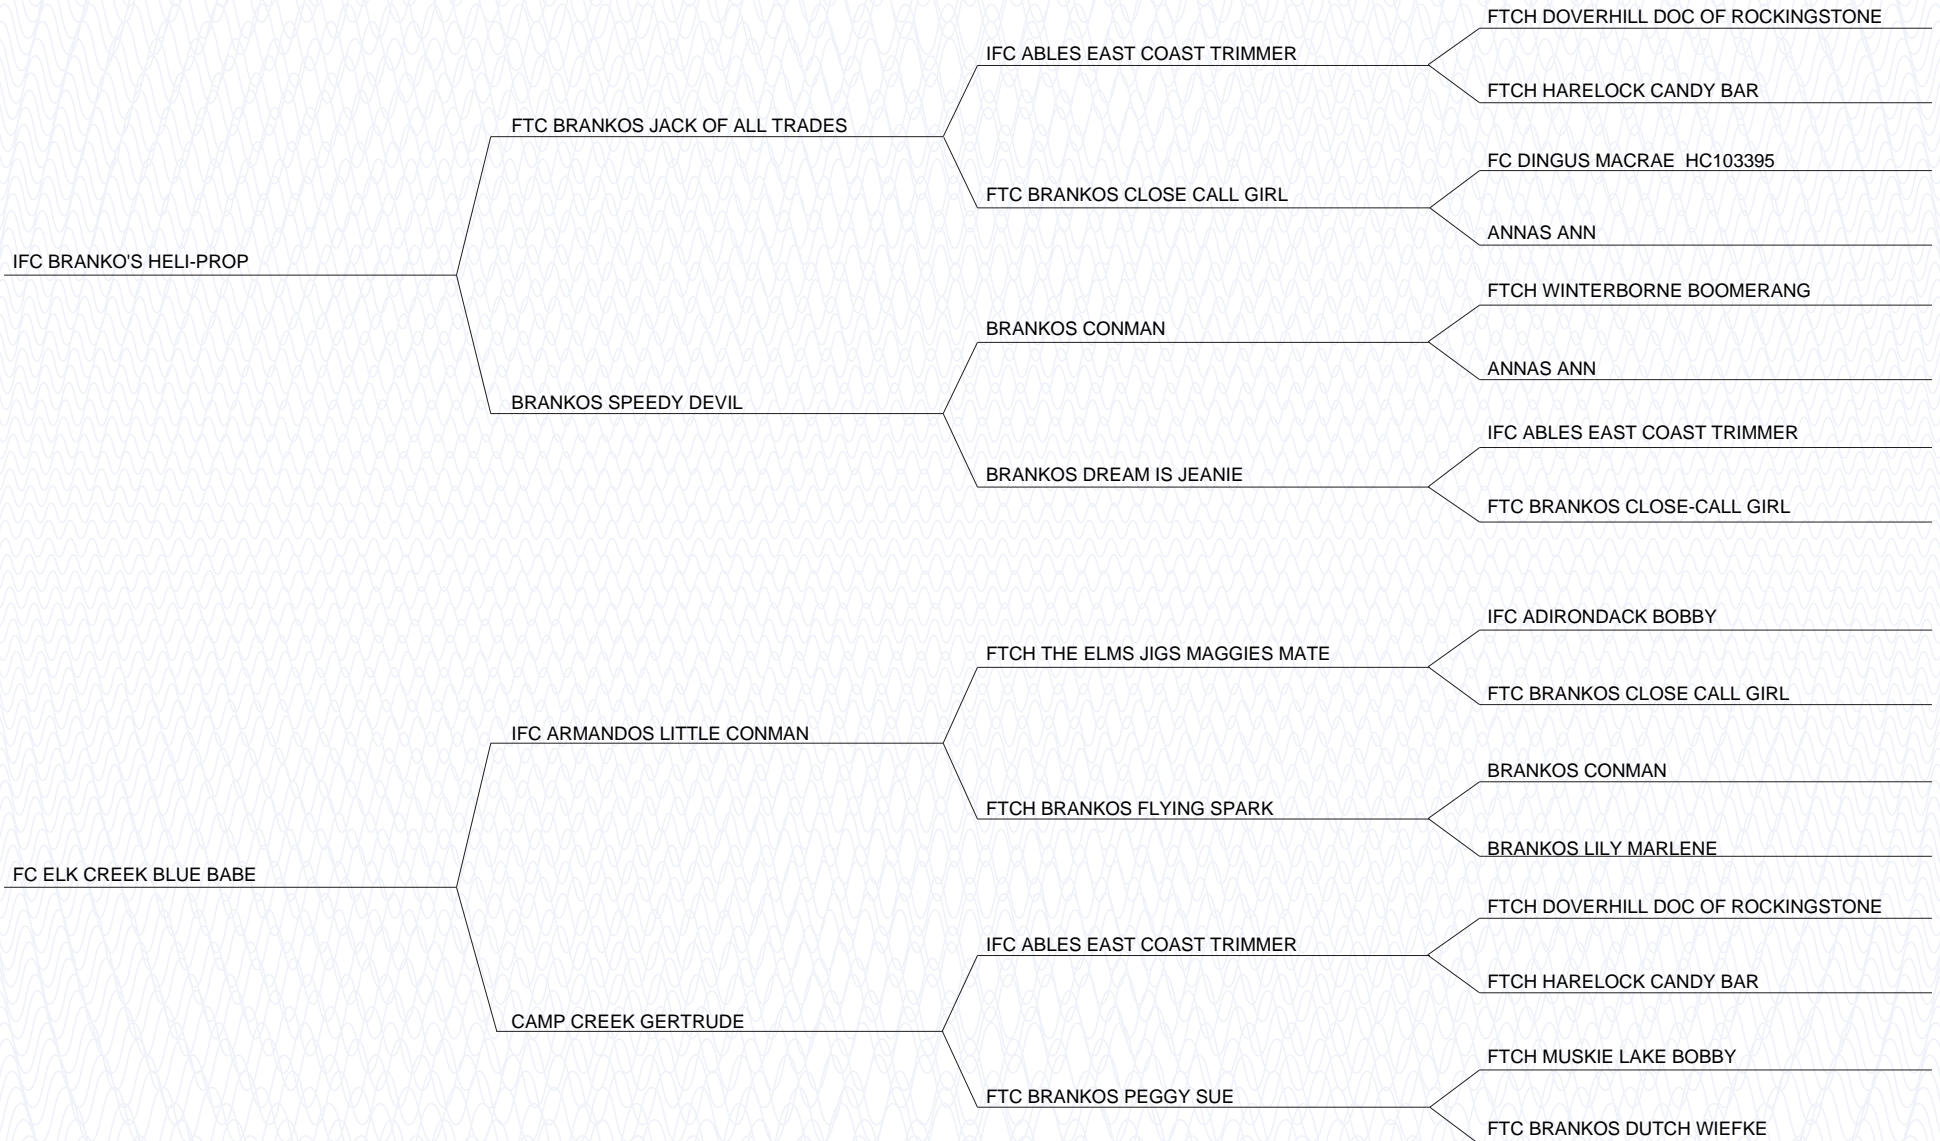 FTCH DOVERHILL DOC OF ROCKINGSTONE
IFC ABLES EAST COAST TRIMMER
FTCH HARELOCK CANDY BAR
FTC BRANKOS JACK OF ALL TRADES
FC DINGUS MACRAE  HC103395
FTC BRANKOS CLOSE CALL GIRL
ANNAS ANN
IFC BRANKO'S HELI-PROP
FTCH WINTERBORNE BOOMERANG
BRANKOS CONMAN
ANNAS ANN
BRANKOS SPEEDY DEVIL
IFC ABLES EAST COAST TRIMMER
BRANKOS DREAM IS JEANIE
FTC BRANKOS CLOSE-CALL GIRL
IFC ADIRONDACK BOBBY
FTCH THE ELMS JIGS MAGGIES MATE
FTC BRANKOS CLOSE CALL GIRL
IFC ARMANDOS LITTLE CONMAN
BRANKOS CONMAN
FTCH BRANKOS FLYING SPARK
BRANKOS LILY MARLENE
FC ELK CREEK BLUE BABE
FTCH DOVERHILL DOC OF ROCKINGSTONE
IFC ABLES EAST COAST TRIMMER
FTCH HARELOCK CANDY BAR
CAMP CREEK GERTRUDE
FTCH MUSKIE LAKE BOBBY
FTC BRANKOS PEGGY SUE
FTC BRANKOS DUTCH WIEFKE